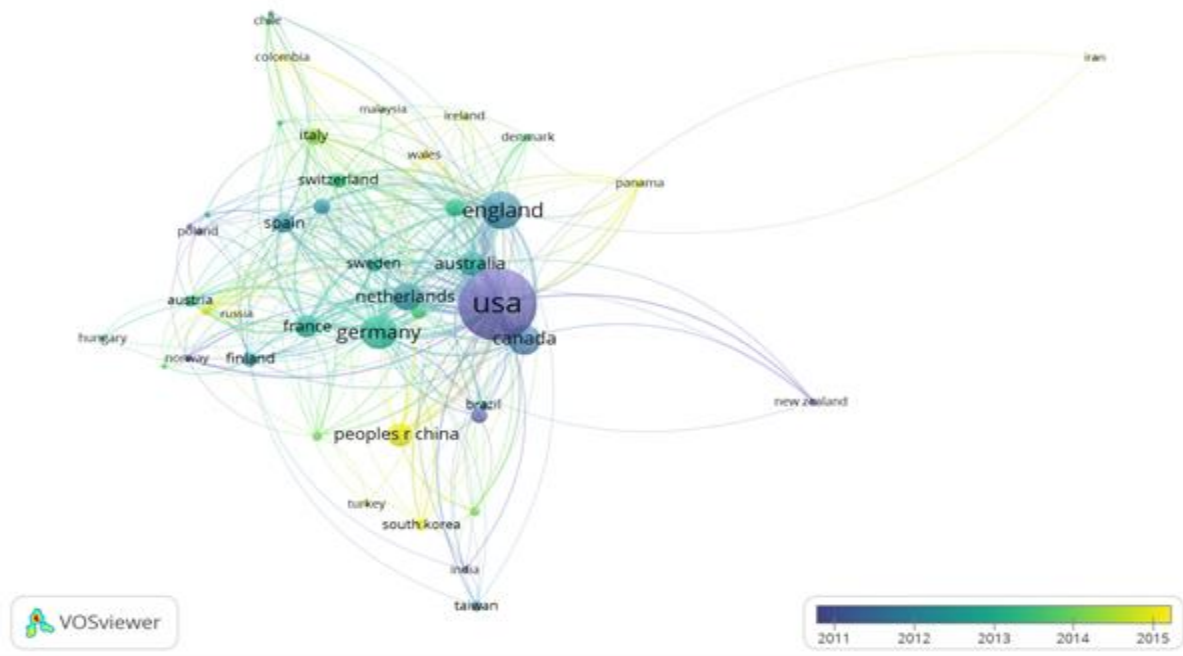 chile
colombia
iran
malaysia
ireland
italy
denmark
wales
switzerland
panama
england
spain
poland
sweden
australia
netherlands
austria
usa
russia
france
germany
hungary
canada
norway
finland
new zealand
brazil
peoples r china
turkey
south korea
india
taiwan
VOSviewer
2011 2012 2013 2014 2015